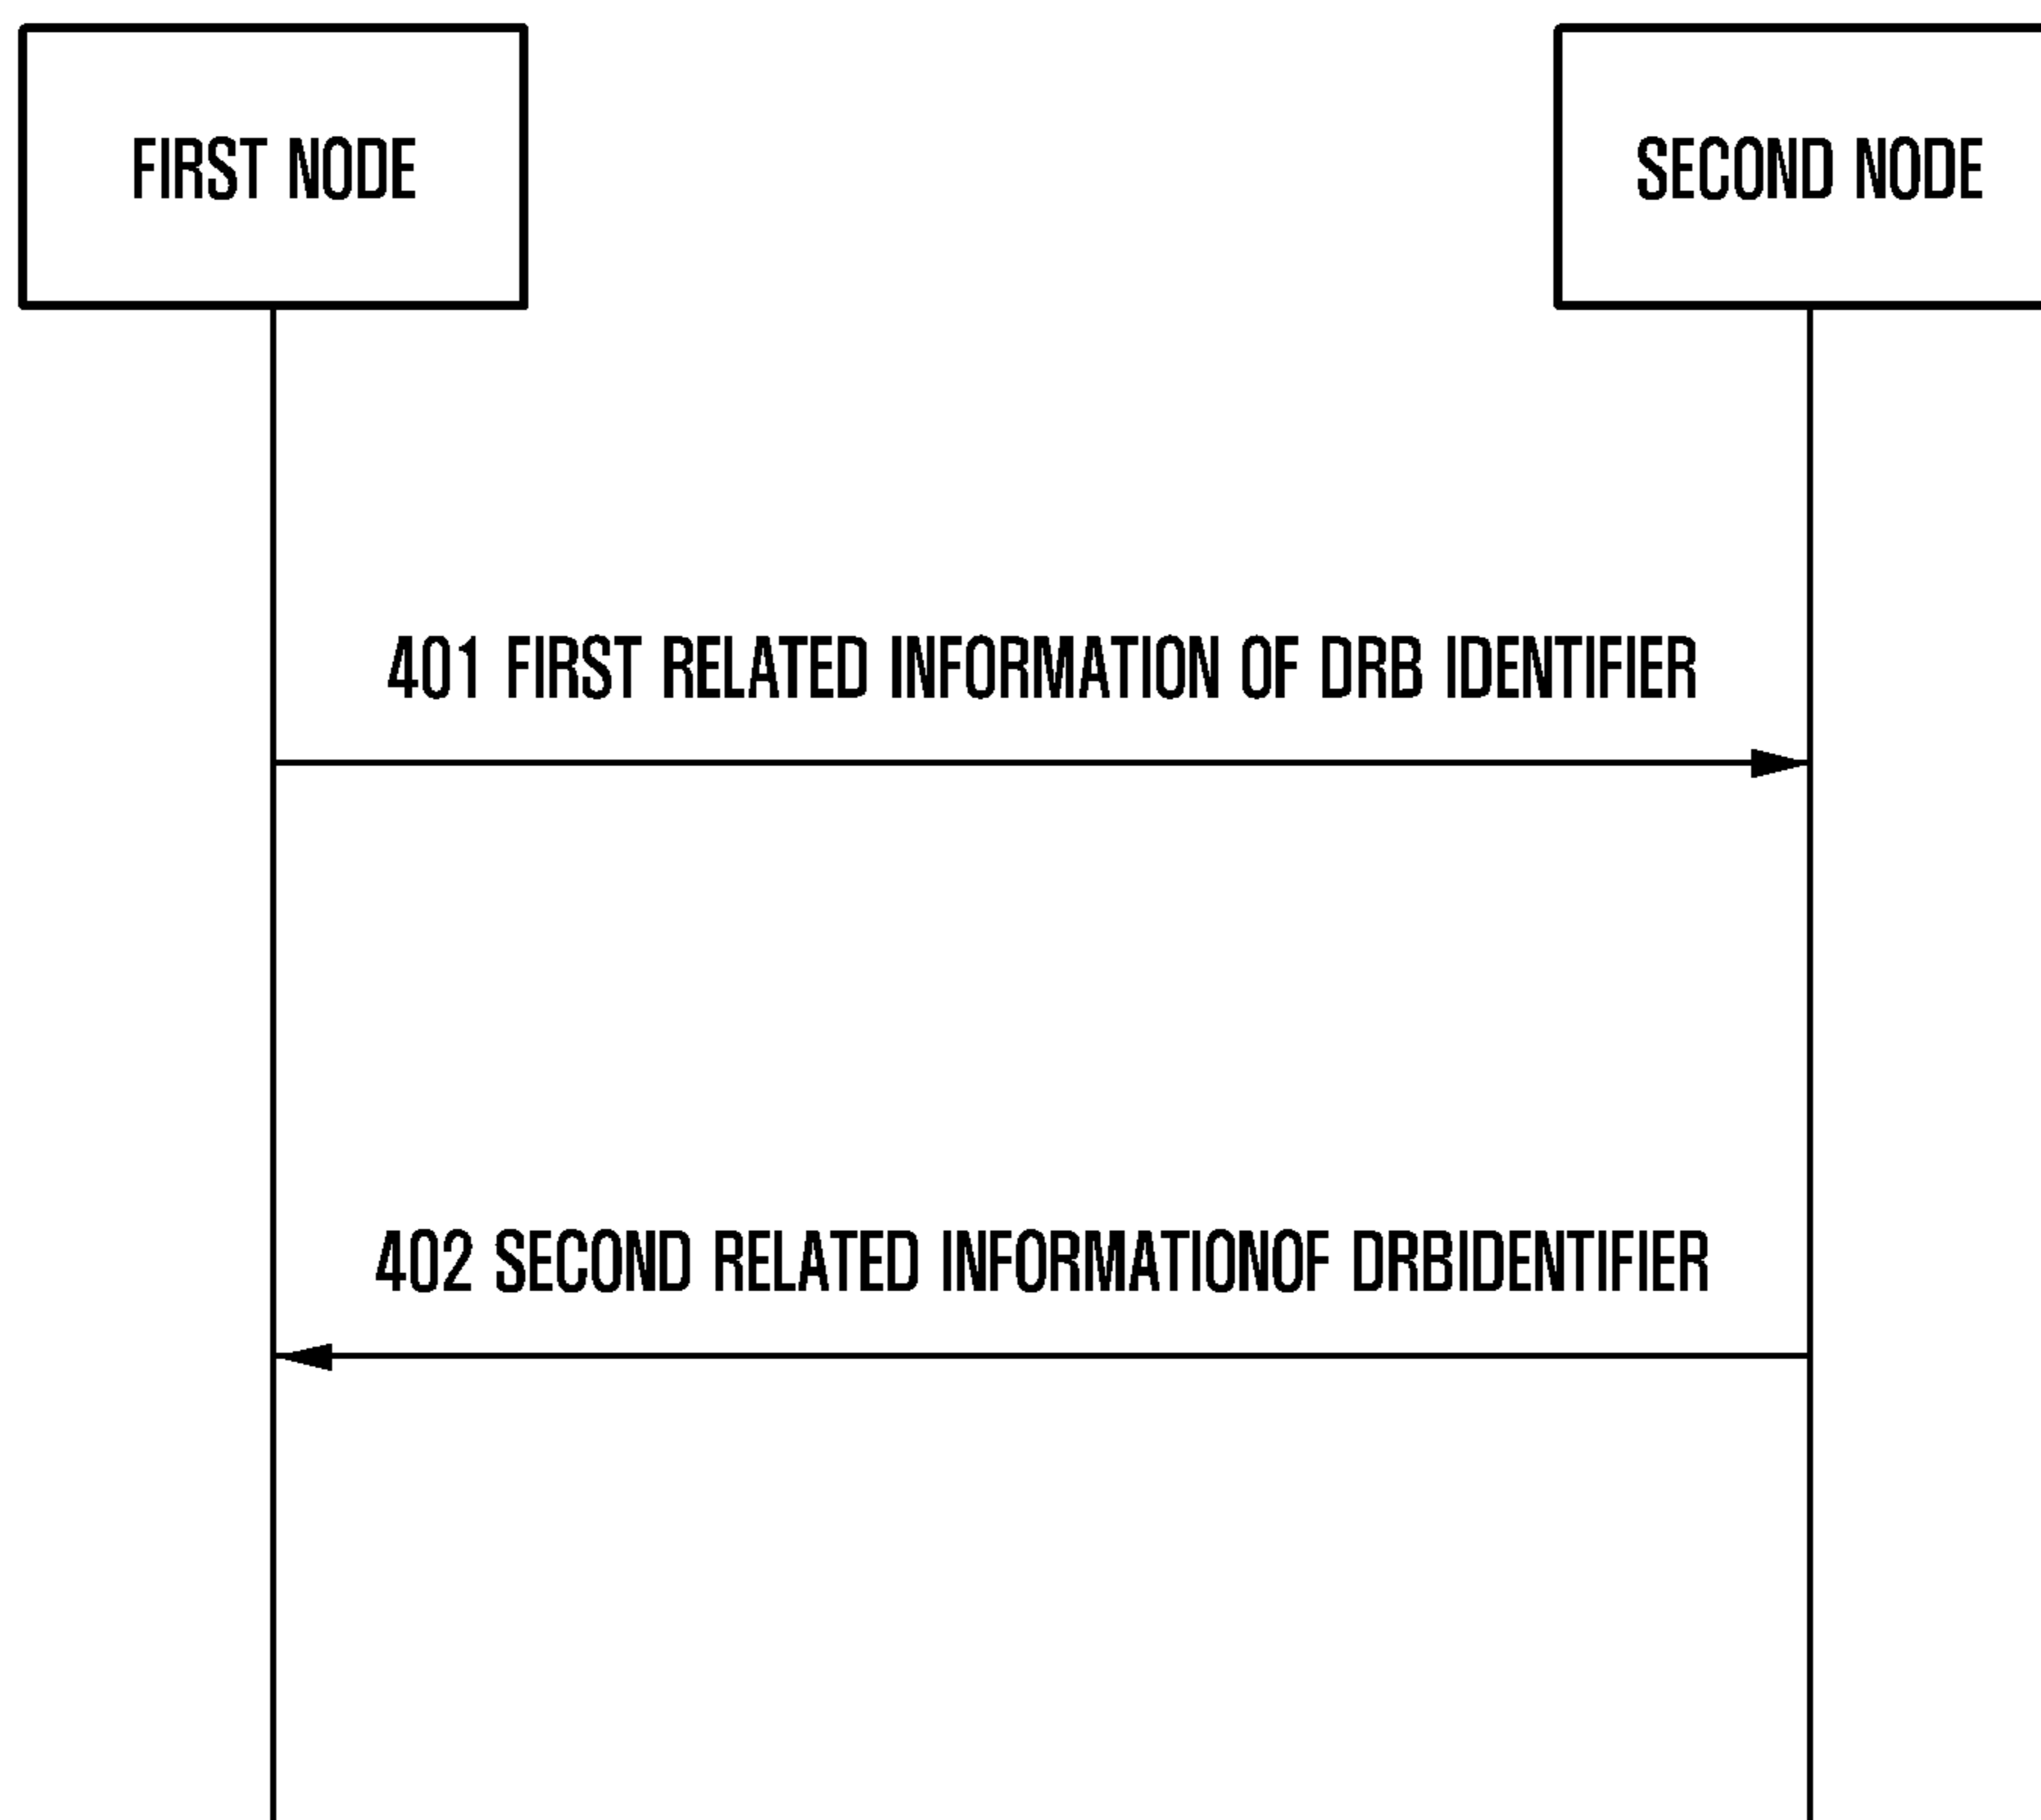 FIRST NODE
SECOND NODE
401 FIRST RELATED INFORMATION OF DRB IDENTIFIER
402 SECOND RELATED INFORMATIONOF DRBIDENTIFIER